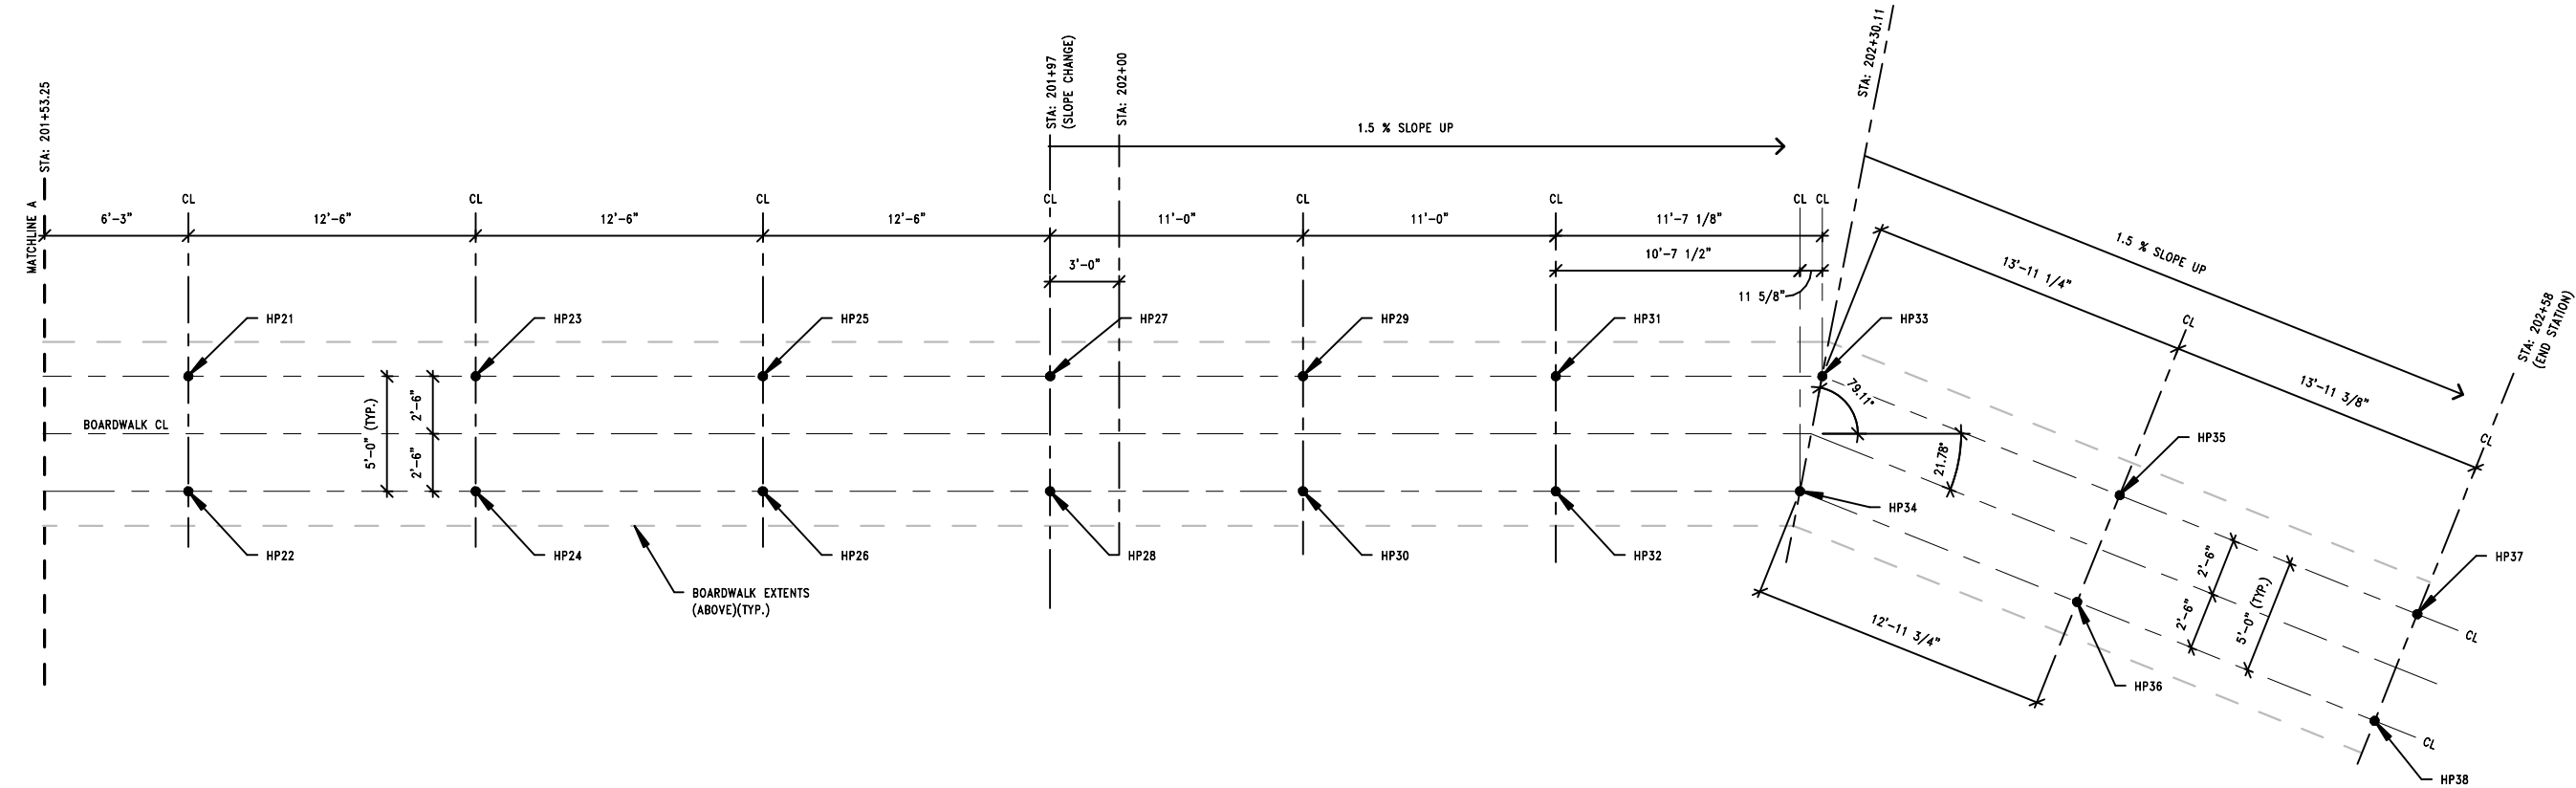 MATCHLINE A
STA: 201+53.25
STA: 201+97
(SLOPE CHANGE)
STA: 202+00
STA: 202+30.11
1.5 % SLOPE UP
CL
CL
CL
CL
CL
CL
CL
CL
6'-3"
12'-6"
12'-6"
12'-6"
11'-0"
11'-0"
11'-7 1/8"
3'-0"
10'-7 1/2"
11 5/8"
1.5 % SLOPE UP
13'-11 1/4"
CL
13'-11 3/8"
STA: 202+58
(END STATION)
CL
HP21
HP23
HP25
HP27
HP29
HP31
HP33
79.11°
21.78°
BOARDWALK CL
5'-0" (TYP.)
2'-6"
2'-6"
HP35
HP34
HP22
HP24
HP26
HP28
HP30
HP32
HP37
BOARDWALK EXTENTS
(ABOVE)(TYP.)
12'-11 3/4"
2'-6"
2'-6"
5'-0" (TYP.)
CL
HP36
CL
HP38